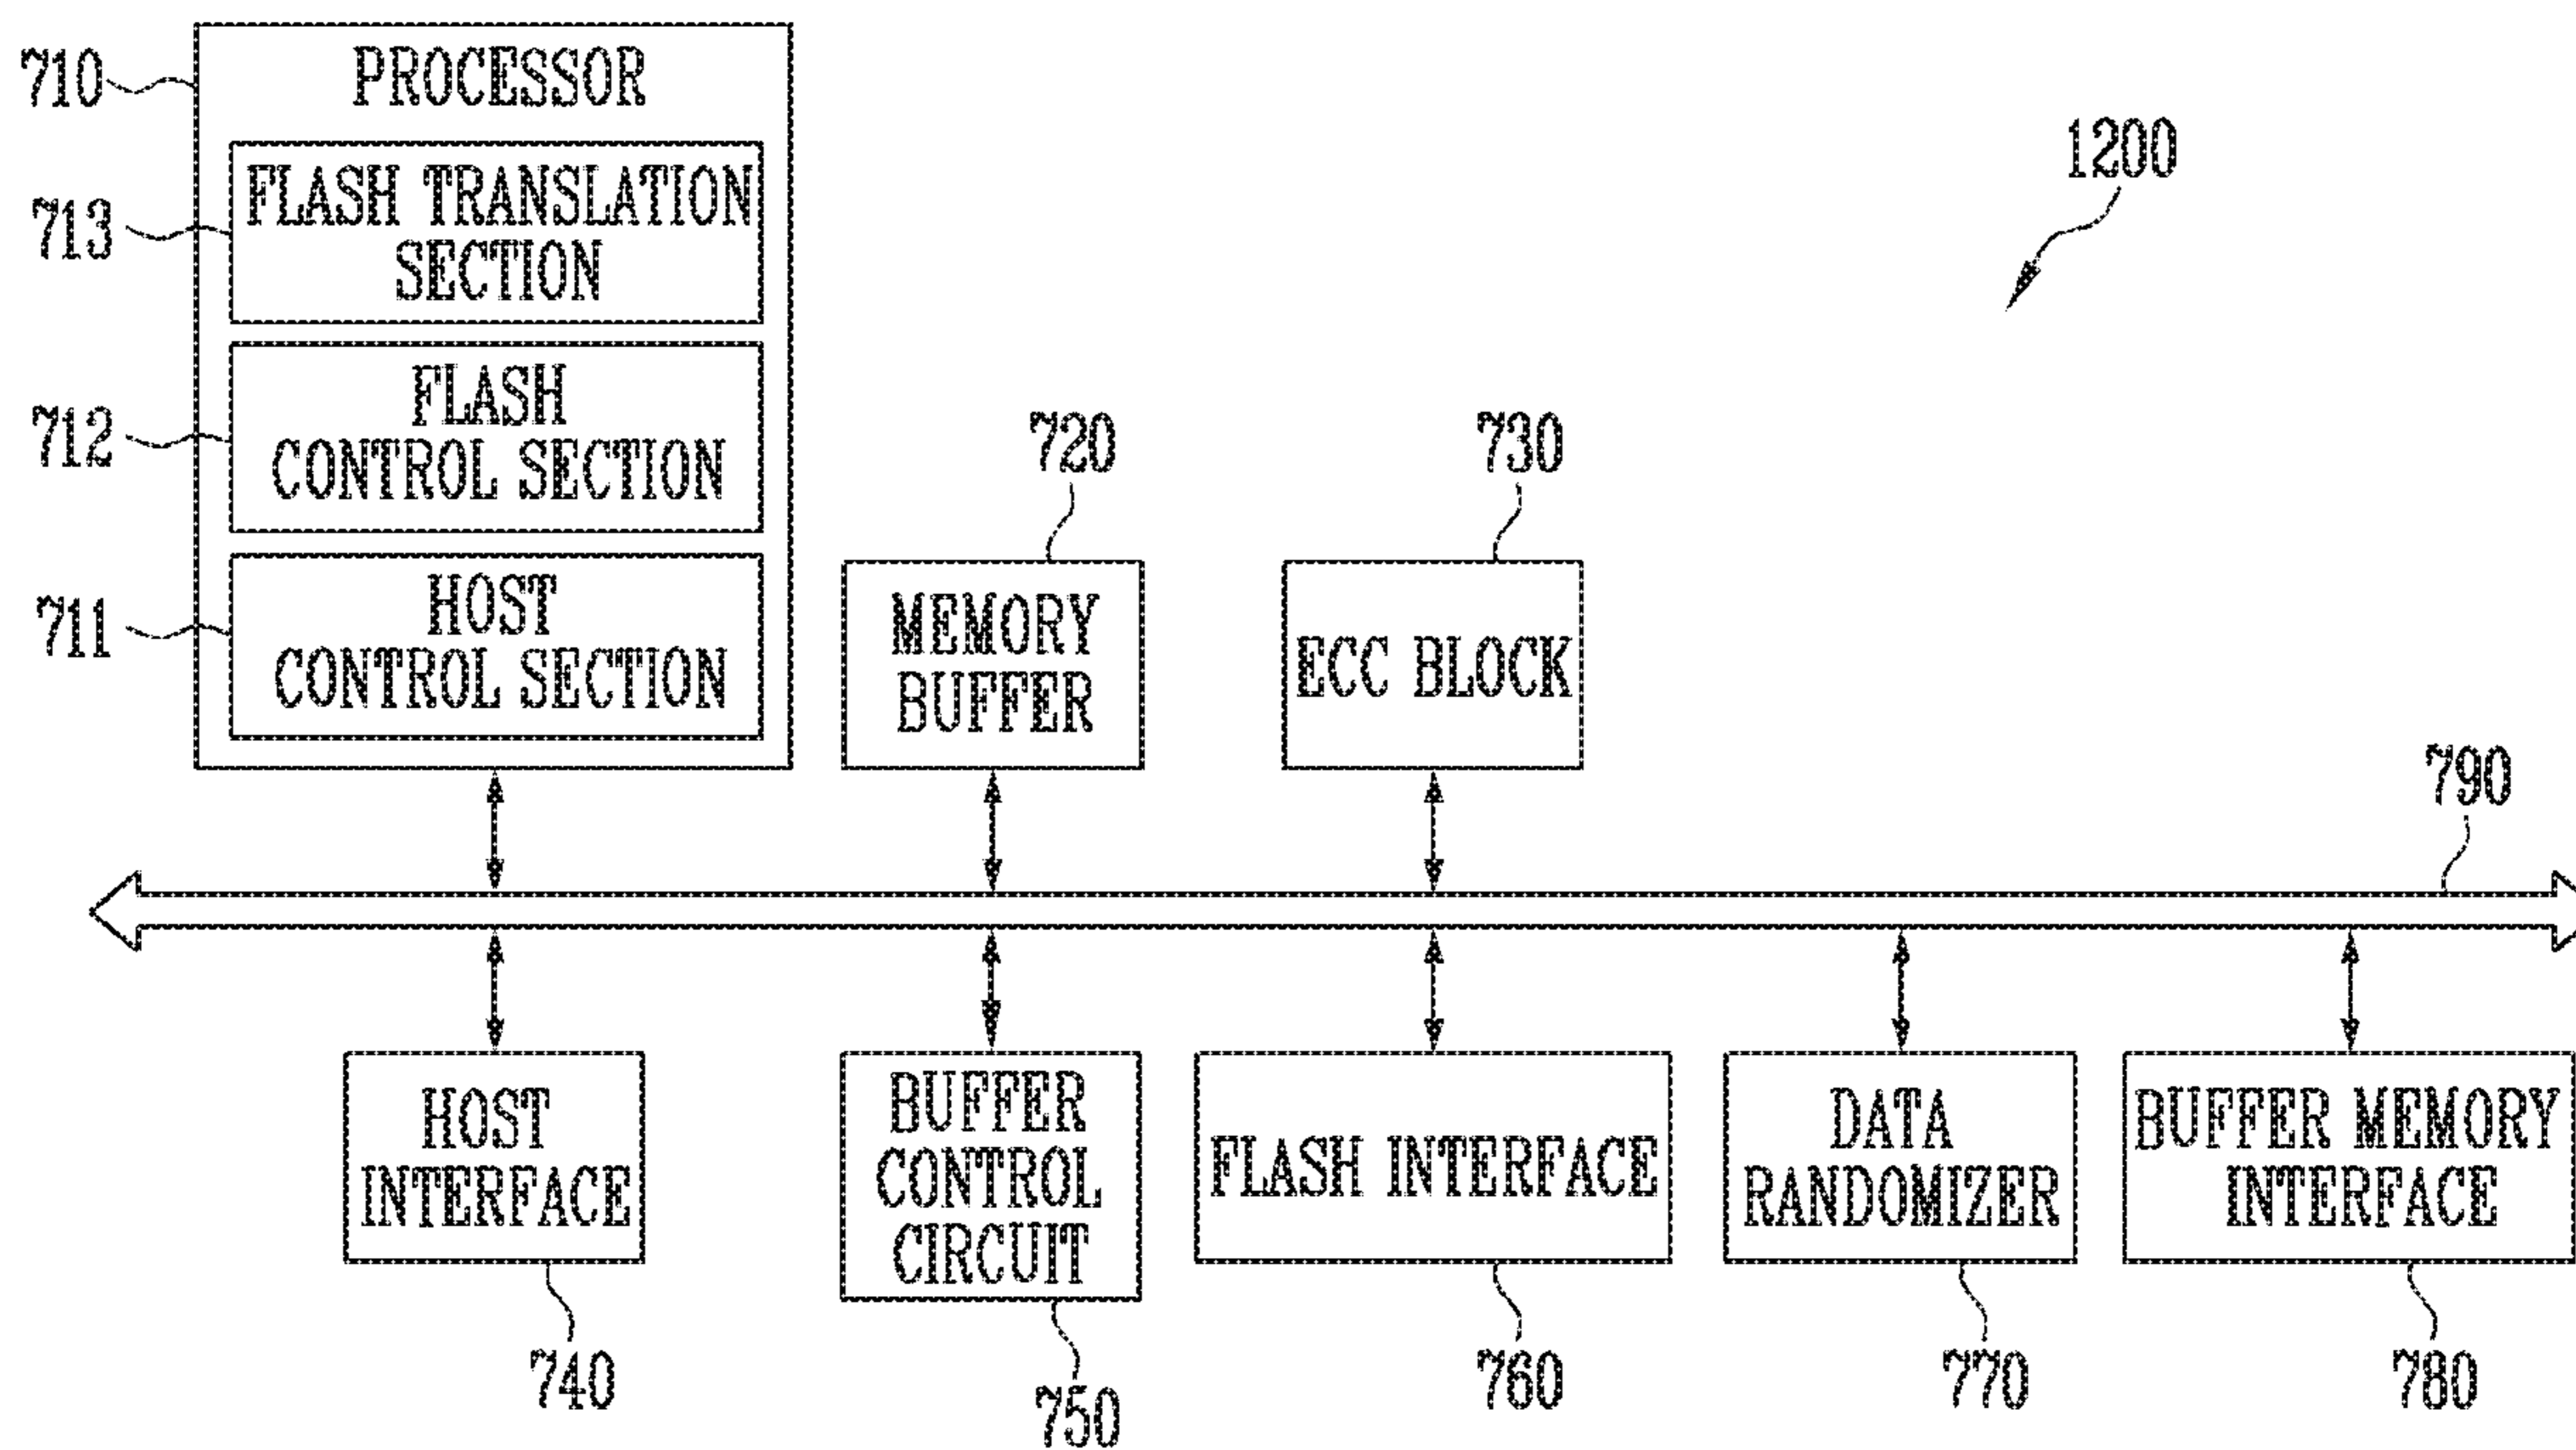 710
PROCESSOR
713
FLASH TRANSLATION
SECTION
712
FLASH
CONTROL SECTION
711
HOST
CONTROL SECTION
1200
720
MEMORY
BUFFER
730
ECC BLOCK
790
HOST
INTERFACE
740
BUFFER
CONTROL
CIRCUIT
750
FLASH INTERFACE
760
DATA
RANDOMIZER
770
BUFFER MEMORY
INTERFACE
780